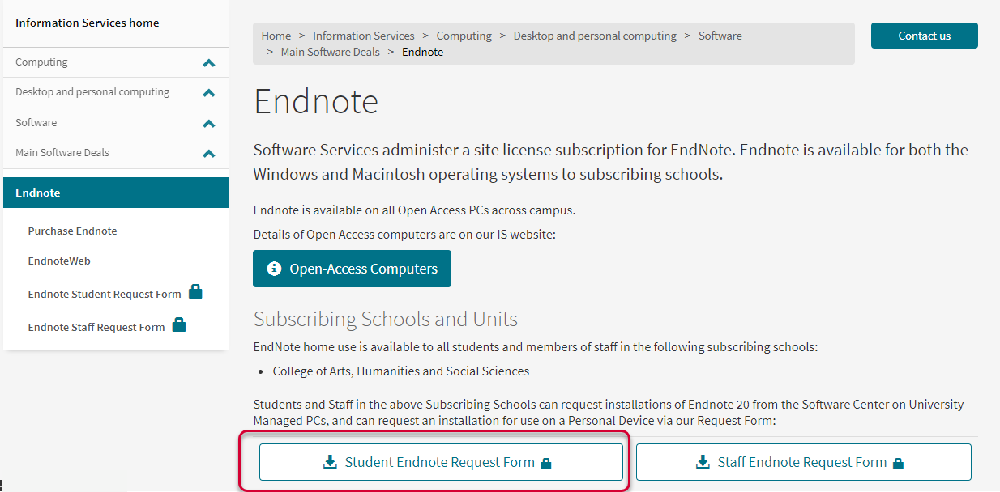 Information Services home
Computing
Desktop and personal computing
Software
Main Software Deals
Endnote
Purchase Endnote
EndnoteWeb
Endnote Student Request Form
Endnote Staff Request Form
Home > Information Services > Computing > Desktop and personal computing > Software
> Main Software Deals > Endnote
Contact us
Endnote
Software Services administer a site license subscription for EndNote. Endnote is available for both the
Windows and Macintosh operating systems to subscribing schools.
Endnote is available on all Open Access PCs across campus.
Details of Open Access computers are on our IS website:
Open-Access Computers
Subscribing Schools and Units
EndNote home use is available to all students and members of staff in the following subscribing schools:
• College of Arts, Humanities and Social Sciences
Students and Staff in the above Subscribing Schools can request installations of Endnote 20 from the Software Center on University
Managed PCs, and can request an installation for use on a Personal Device via our Request Form:
Student Endnote Request Form
Staff Endnote Request Form